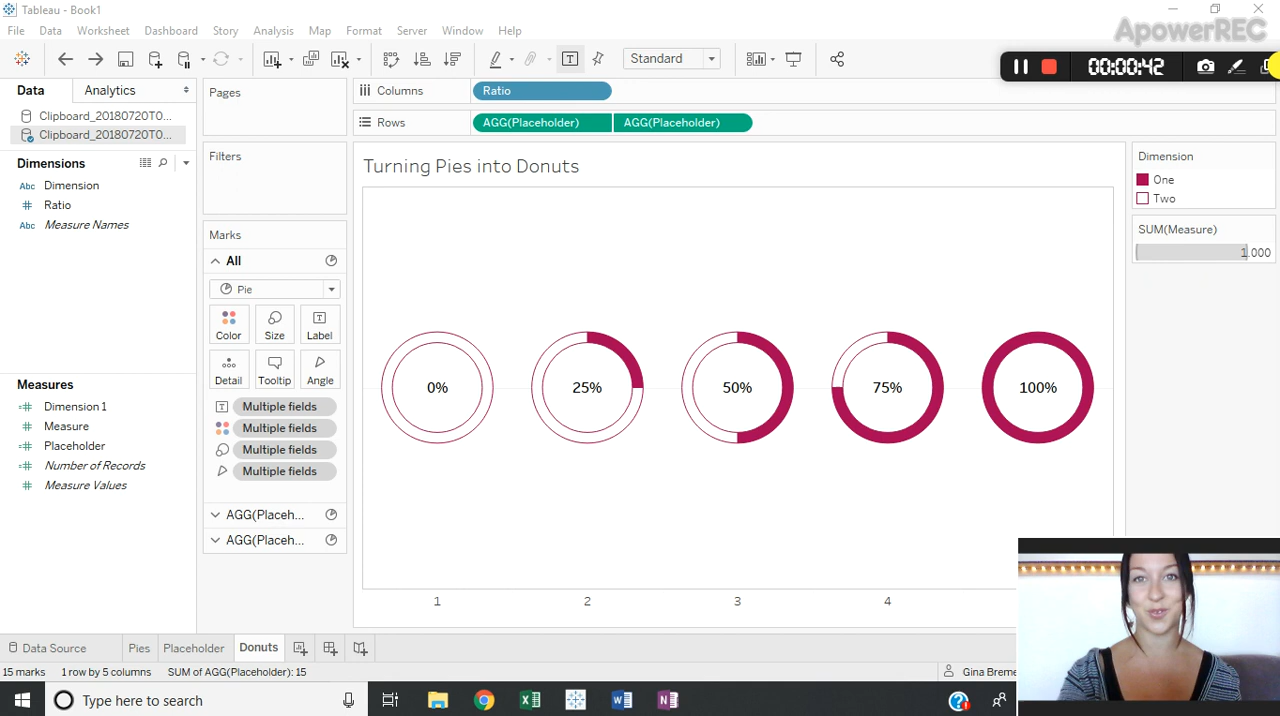 Tableau - Book1
ApowerREC
File Data Worksheet Dashboard Story Analysis Map Format Server Window Help
Standard
00:00:42
Data Analytics
Clipboard_20180720T0...
Clipboard_20180720T0...
Dimensions
Abc Dimension
Ratio
Abc Measure Names
Measures
Dimension 1
Measure
Placeholder
Number of Records
Measure Values
Pages
Filters
Marks
All
Pie
Color Size Label
Detail Tooltip Angle
Multiple fields
Multiple fields
Multiple fields
Multiple fields
AGG(Placeh...
AGG(Placeh...
Columns Ratio
Rows AGG(Placeholder) AGG(Placeholder)
Turning Pies into Donuts
0% 25% 50% 75% 100%
1 2 3 4
Dimension
One
Two
SUM(Measure)
1.000
Data Source Pies Placeholder Donuts
15 marks 1 row by 5 columns SUM of AGG(Placeholder): 15
Gina Breme
Type here to search